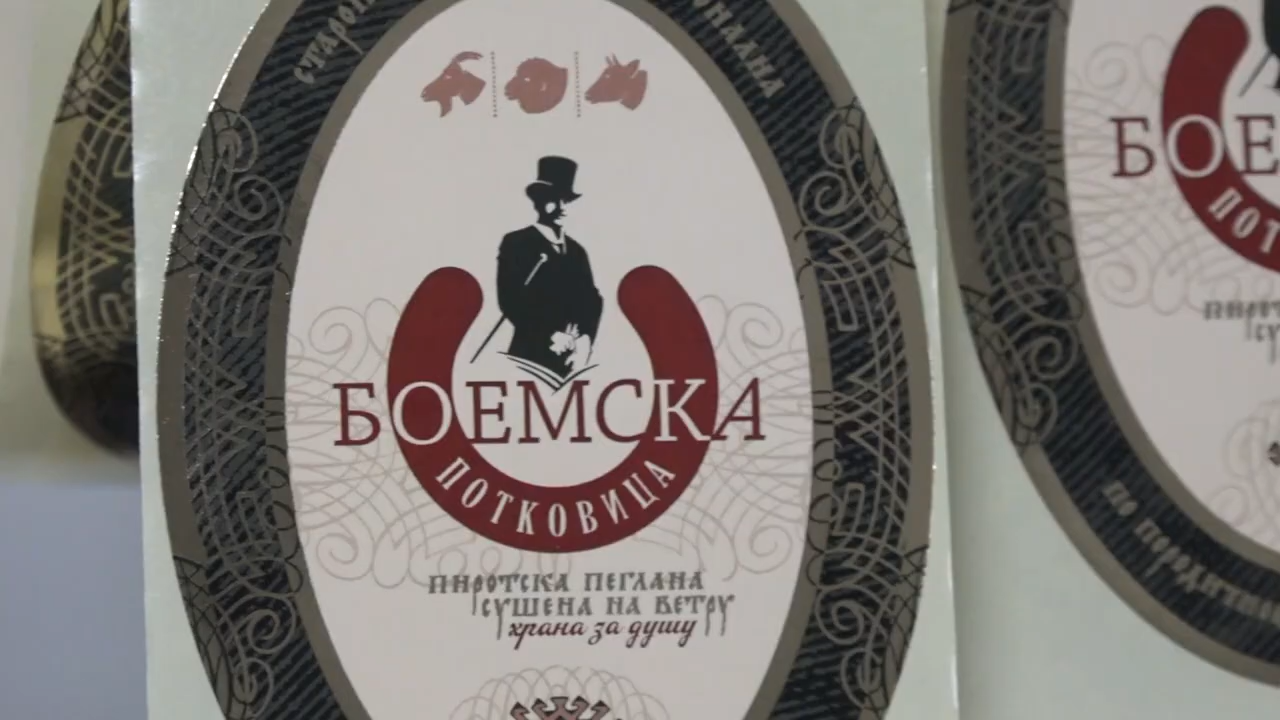 БОЕМСКА
ПОТКОВИЦА
ПИРОТСКА ПЕГЛАНА
СУШЕНА НА ВЕТРУ
храна за душу
БОЕ
ПОТ